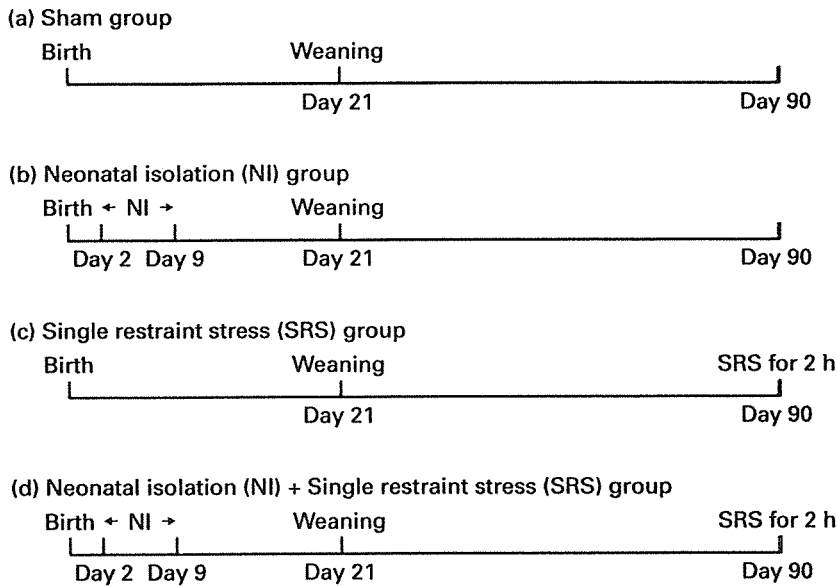 (a) Sham group
Birth Weaning
Day 21 Day 90
(b) Neonatal isolation (NI) group
Birth ← NI → Weaning
Day 2 Day 9 Day 21 Day 90
(c) Single restraint stress (SRS) group
Birth Weaning SRS for 2 h
Day 21 Day 90
(d) Neonatal isolation (NI) + Single restraint stress (SRS) group
Birth ← NI → Weaning SRS for 2 h
Day 2 Day 9 Day 21 Day 90